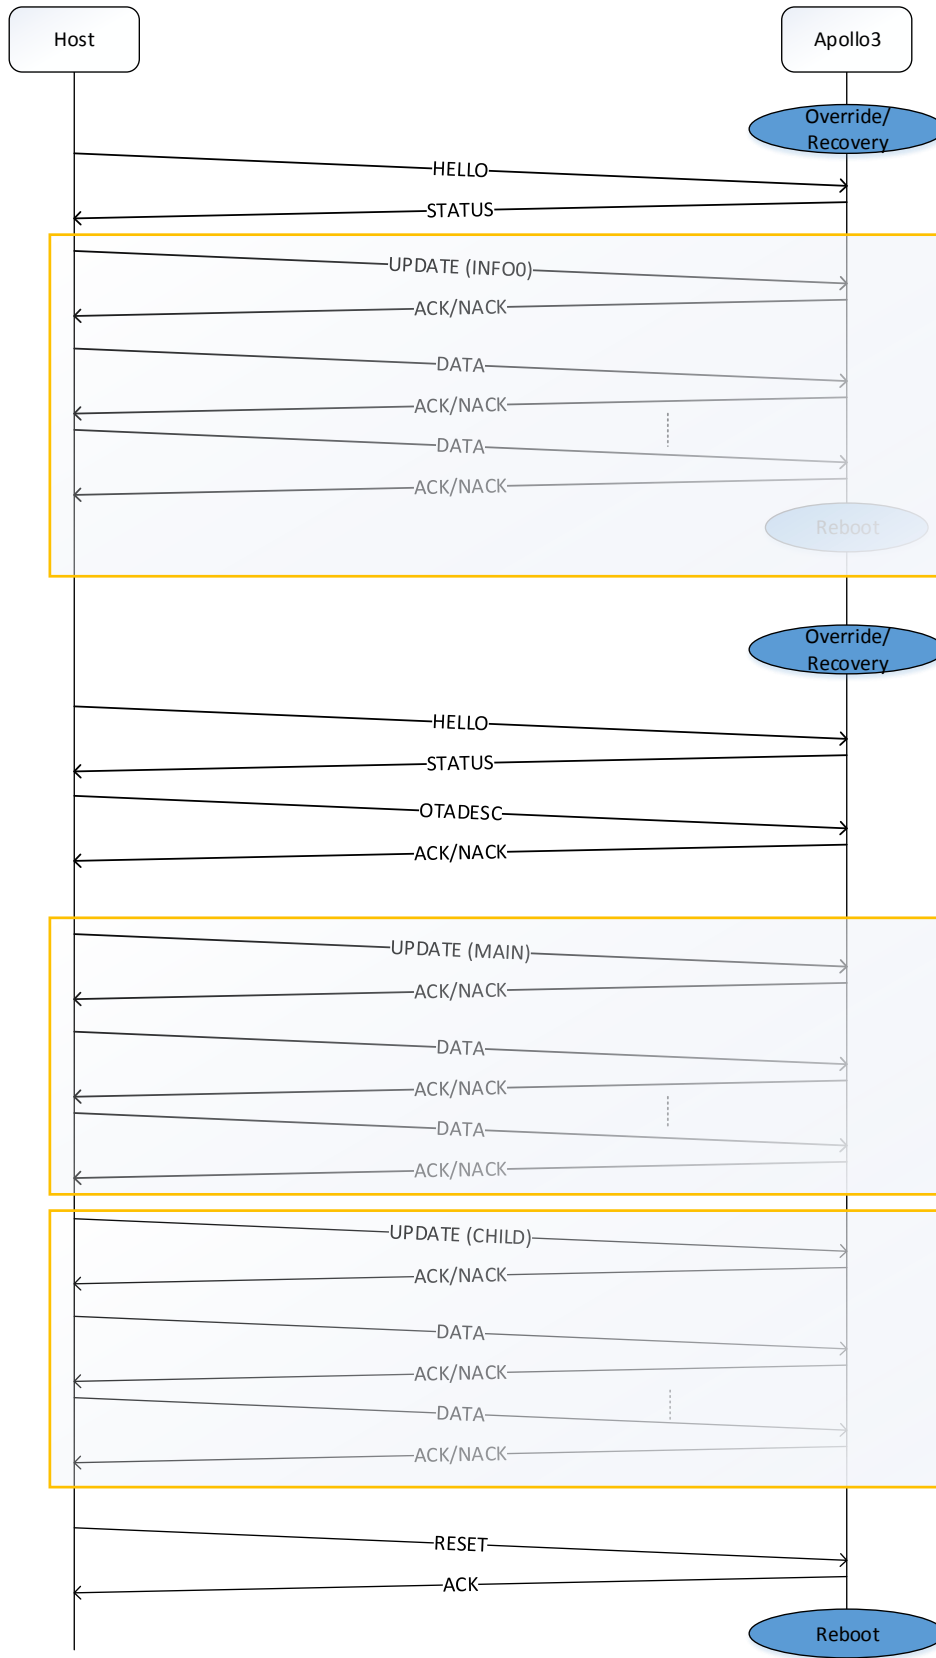 Host
Apollo3
Override/
Recovery
HELLO
STATUS
UPDATE (INFO0)
ACK/NACK
DATA
ACK/NACK
DATA
ACK/NACK
Reboot
Override/
Recovery
HELLO
STATUS
OTADESC
ACK/NACK
UPDATE (MAIN)
ACK/NACK
DATA
ACK/NACK
DATA
ACK/NACK
UPDATE (CHILD)
ACK/NACK
DATA
ACK/NACK
DATA
ACK/NACK
RESET
ACK
Reboot